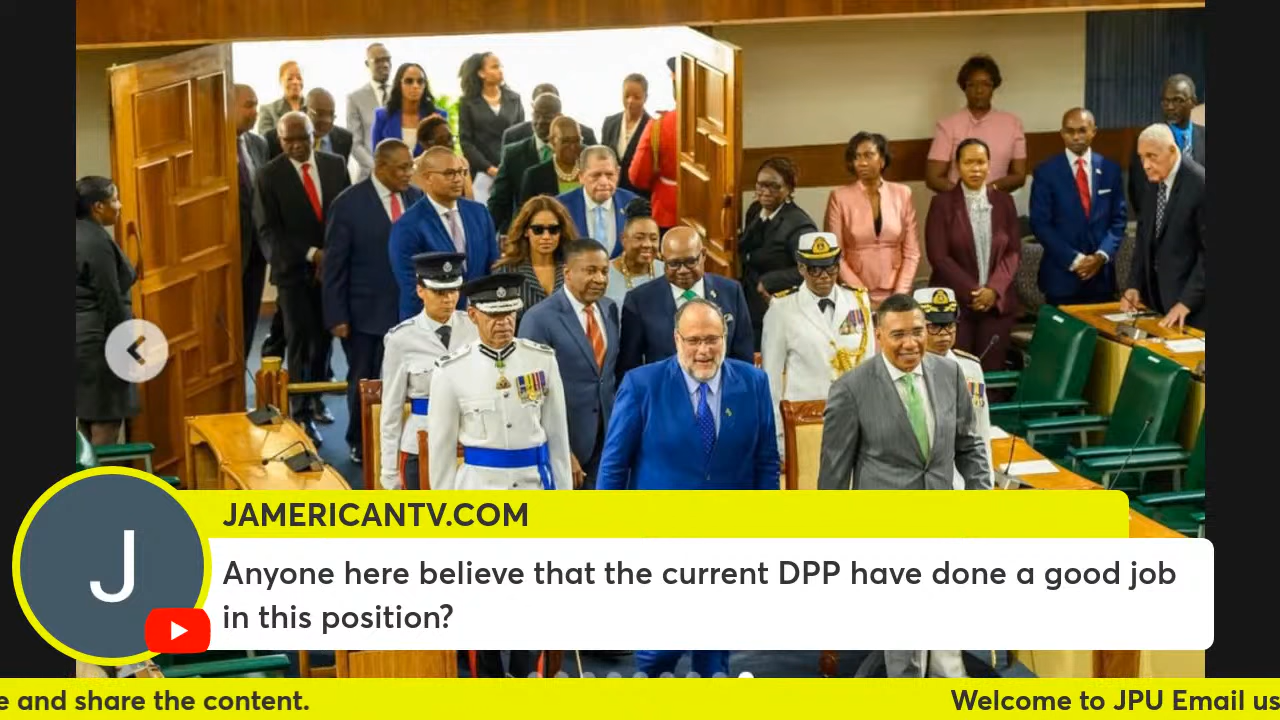 JAMERICANTV.COM
Anyone here believe that the current DPP have done a good job
in this position?
J
e and share the content.
Welcome to JPU Email us